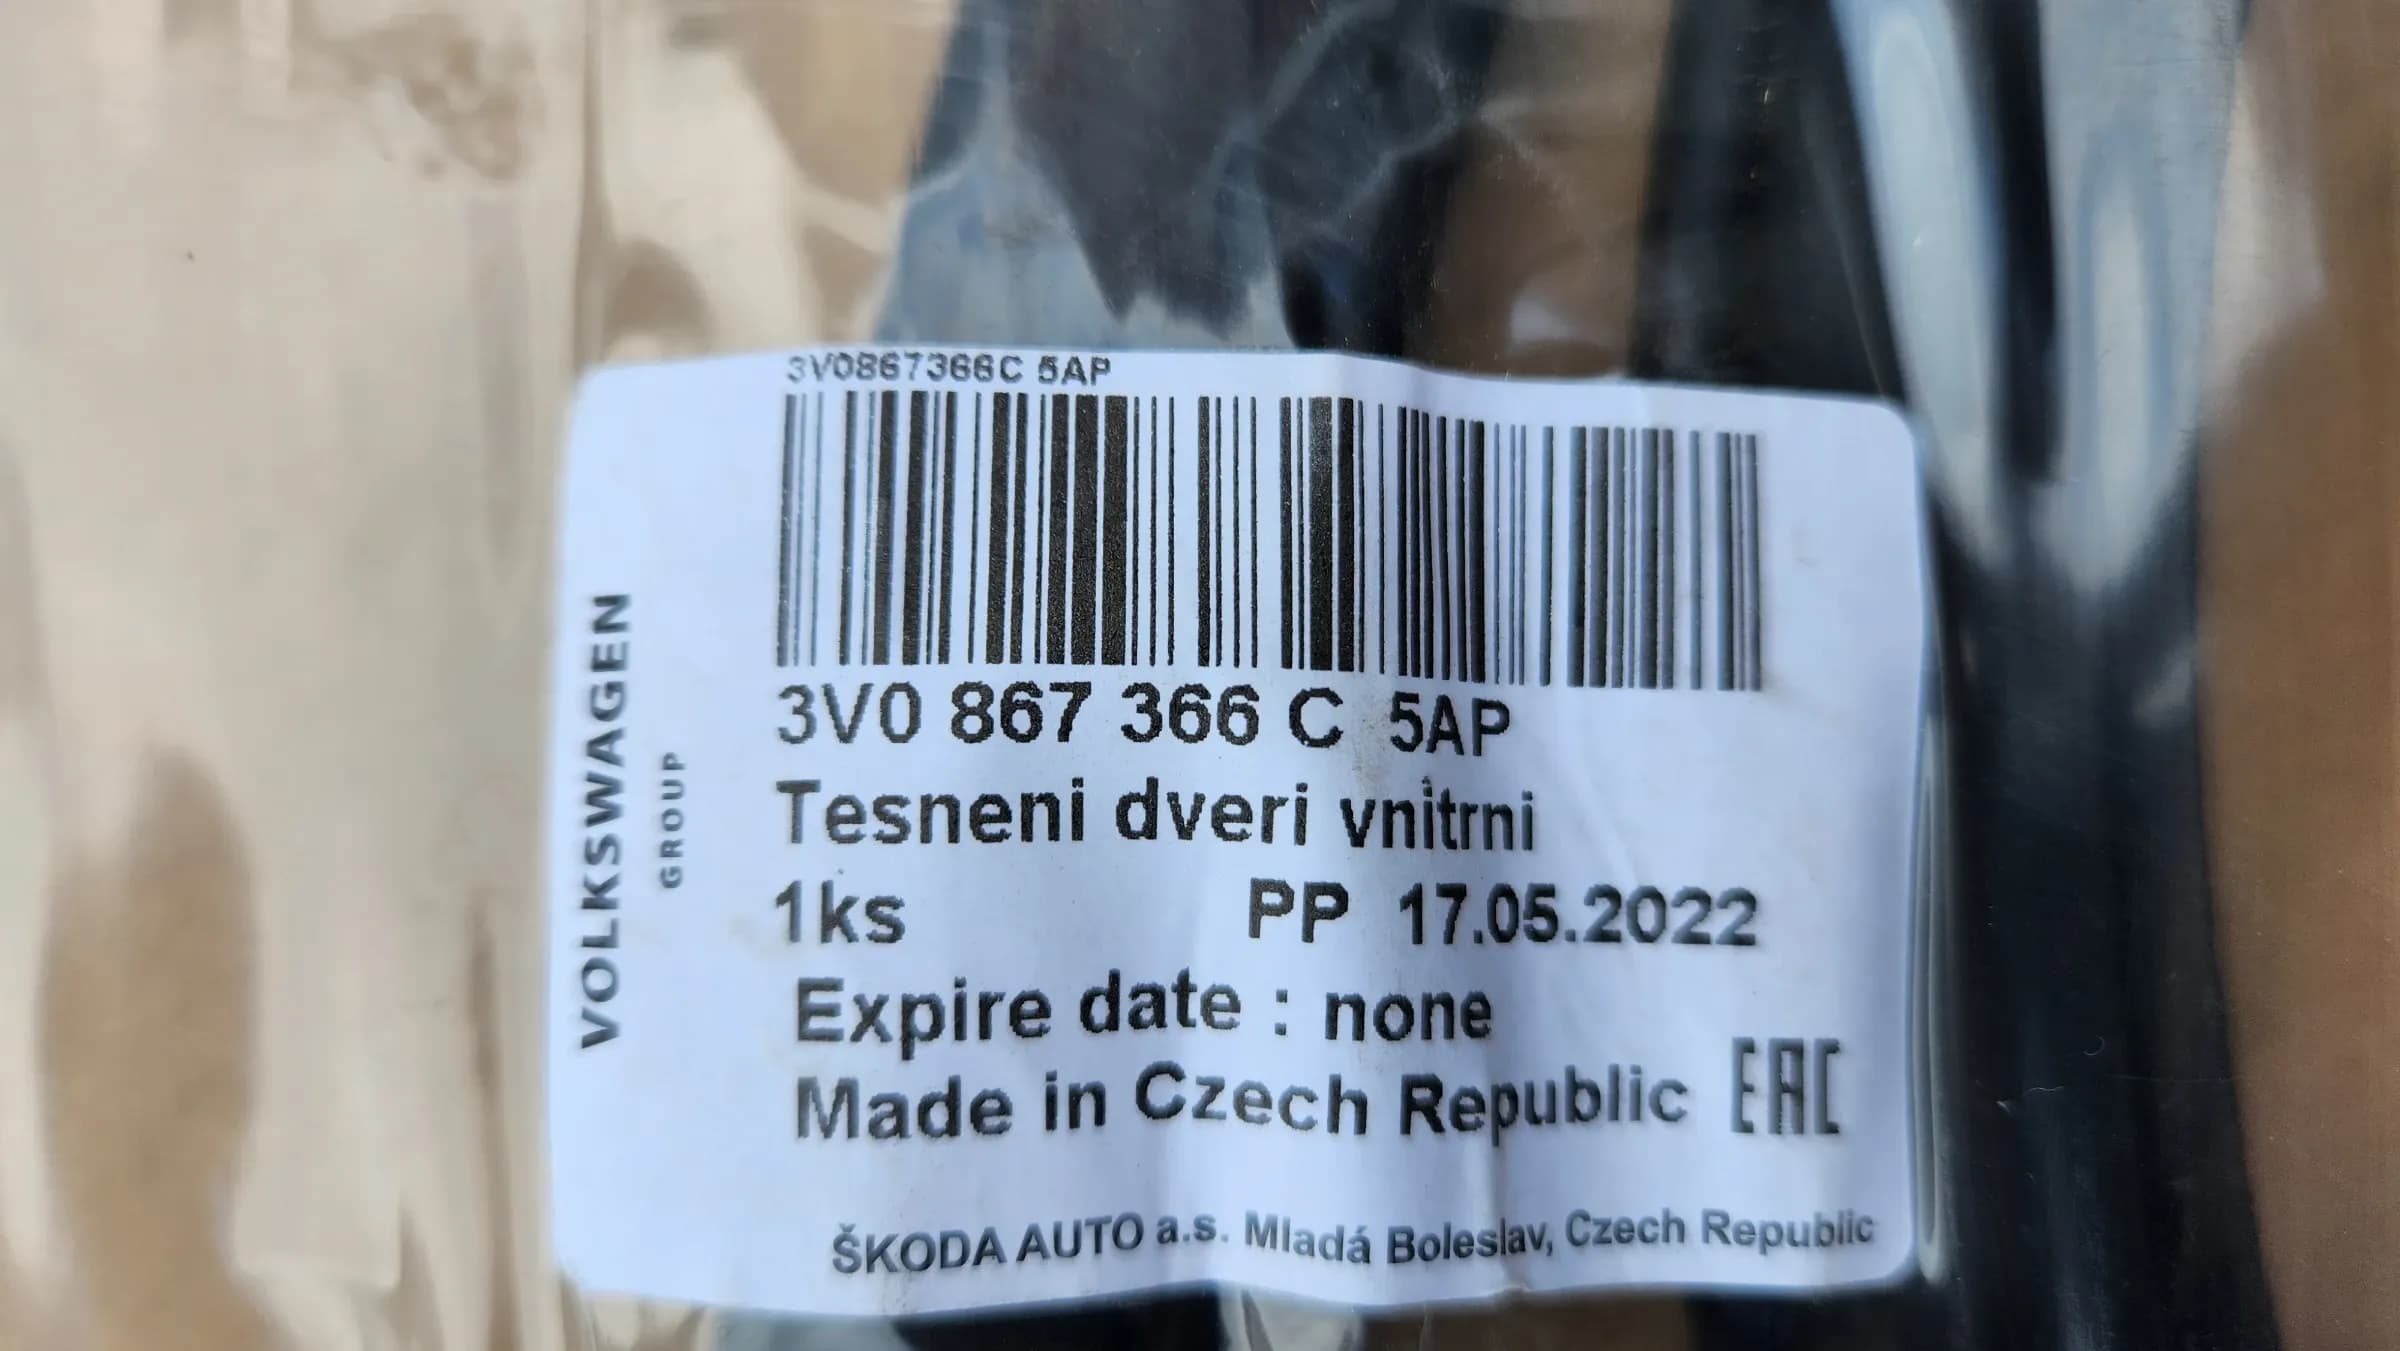 3V0867366C 5AP
3V0 867 366 C 5AP
Tesneni dveri vnitrni
1ks PP 17.05.2022
Expire date : none
Made in Czech Republic EAC
ŠKODA AUTO a.s. Mladá Boleslav, Czech Republic
VOLKSWAGEN
GROUP